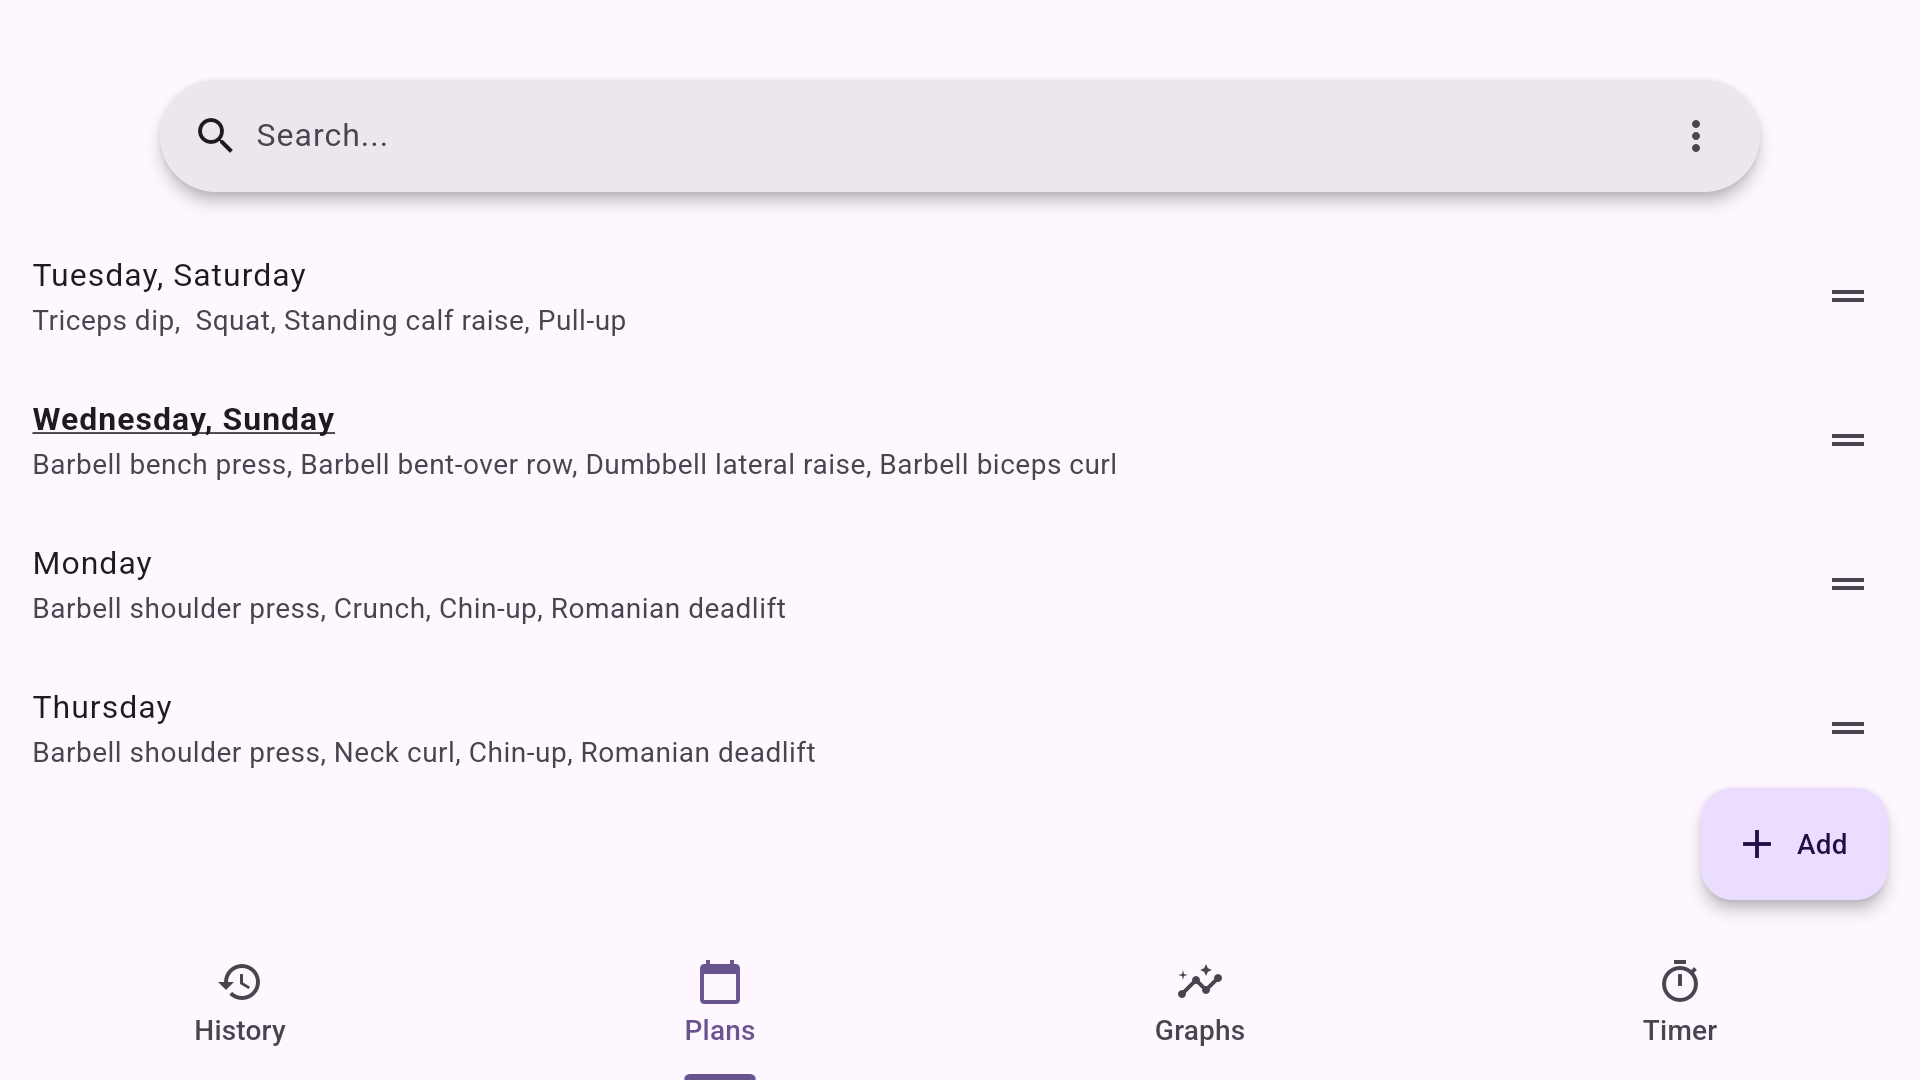 Search...
Tuesday, Saturday
Triceps dip,  Squat, Standing calf raise, Pull-up
Wednesday, Sunday
Barbell bench press, Barbell bent-over row, Dumbbell lateral raise, Barbell biceps curl
Monday
Barbell shoulder press, Crunch, Chin-up, Romanian deadlift
Thursday
Barbell shoulder press, Neck curl, Chin-up, Romanian deadlift
Add
History
Plans
Graphs
Timer